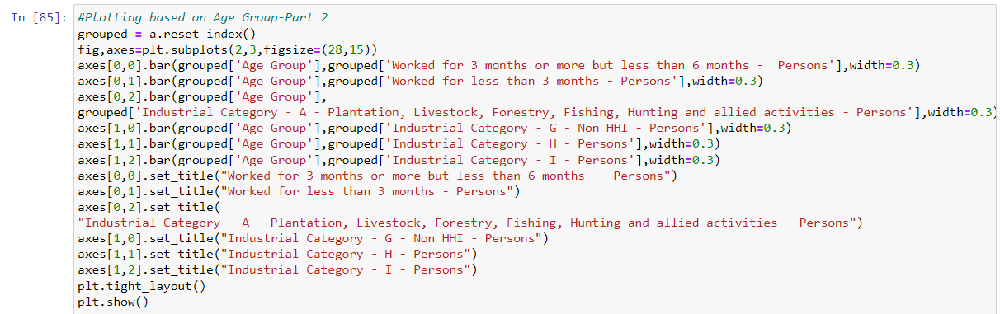 In [85]: #Plotting based on Age Group-Part 2
grouped = a.reset_index()
fig,axes=plt.subplots(2,3,figsize=(28,15))
axes[0,0].bar(grouped['Age Group'],grouped['Worked for 3 months or more but less than 6 months -  Persons'],width=0.3)
axes[0,1].bar(grouped['Age Group'],grouped['Worked for less than 3 months - Persons'],width=0.3)
axes[0,2].bar(grouped['Age Group'],
grouped['Industrial Category - A - Plantation, Livestock, Forestry, Fishing, Hunting and allied activities - Persons'],width=0.3)
axes[1,0].bar(grouped['Age Group'],grouped['Industrial Category - G - Non HHI - Persons'],width=0.3)
axes[1,1].bar(grouped['Age Group'],grouped['Industrial Category - H - Persons'],width=0.3)
axes[1,2].bar(grouped['Age Group'],grouped['Industrial Category - I - Persons'],width=0.3)
axes[0,0].set_title("Worked for 3 months or more but less than 6 months -  Persons")
axes[0,1].set_title("Worked for less than 3 months - Persons")
axes[0,2].set_title(
"Industrial Category - A - Plantation, Livestock, Forestry, Fishing, Hunting and allied activities - Persons")
axes[1,0].set_title("Industrial Category - G - Non HHI - Persons")
axes[1,1].set_title("Industrial Category - H - Persons")
axes[1,2].set_title("Industrial Category - I - Persons")
plt.tight_layout()
plt.show()